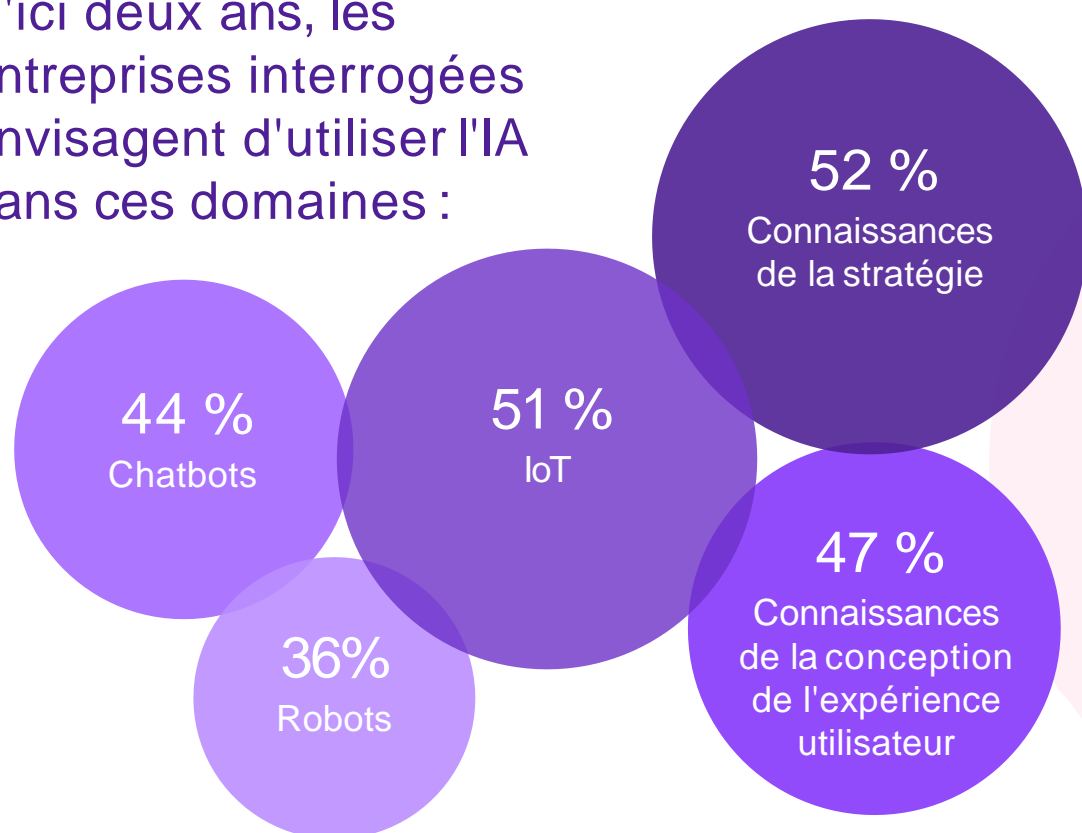 'ici deux ans, les
ntreprises interrogées
nvisagent d'utiliser l'IA
ans ces domaines :
52 %
Connaissances
de la stratégie
51 %
IoT
44 %
Chatbots
47 %
Connaissances
de la conception
de l'expérience
utilisateur
36%
Robots